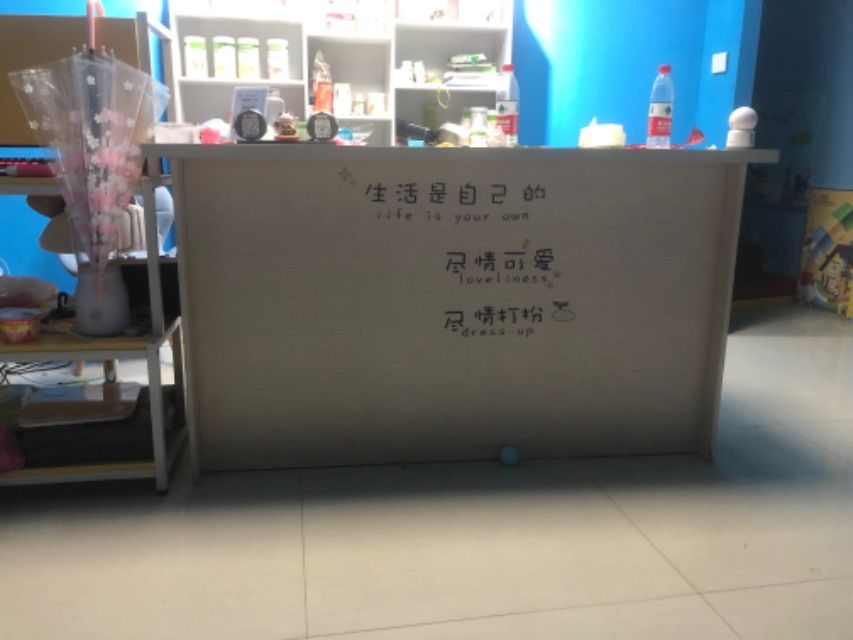 生活是自己的
life is your own
尽情可爱
loveliness
尽情打扮
dress up